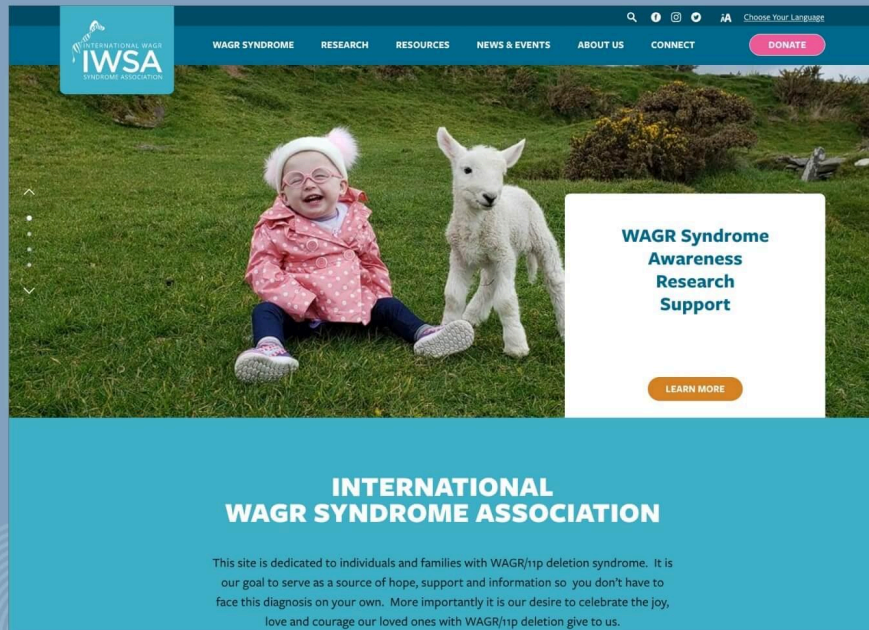 Choose Your Language
INTERNATIONAL WAGR
IWSA
SYNDROME ASSOCIATION
WAGR SYNDROME RESEARCH RESOURCES NEWS & EVENTS ABOUT US CONNECT DONATE
WAGR Syndrome
Awareness
Research
Support
LEARN MORE
INTERNATIONAL
WAGR SYNDROME ASSOCIATION
This site is dedicated to individuals and families with WAGR/11p deletion syndrome. It is
our goal to serve as a source of hope, support and information so you don't have to
face this diagnosis on your own. More importantly it is our desire to celebrate the joy,
love and courage our loved ones with WAGR/11p deletion give to us.